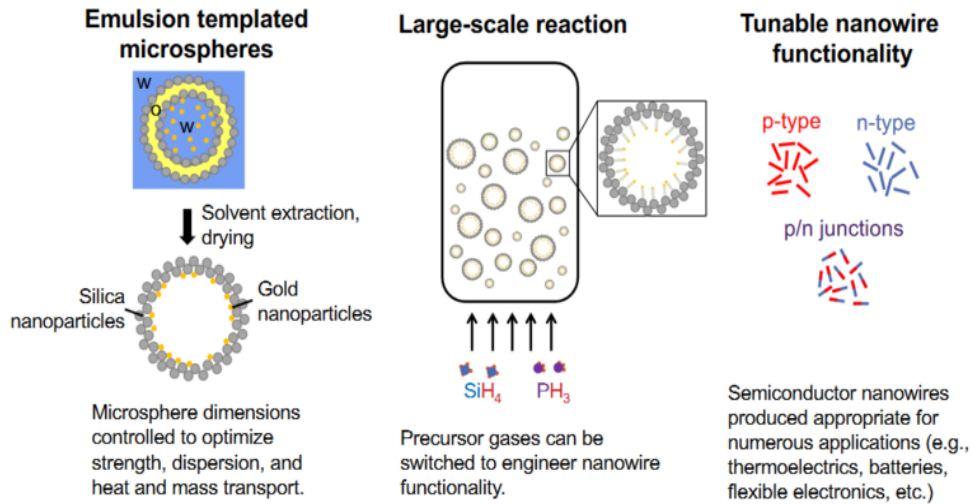 Emulsion templated
microspheres
W
O
W
Solvent extraction,
drying
Silica
nanoparticles
Gold
nanoparticles
Microsphere dimensions
controlled to optimize
strength, dispersion, and
heat and mass transport.
Large-scale reaction
SiH₄
PH₃
Precursor gases can be
switched to engineer nanowire
functionality.
Tunable nanowire
functionality
p-type
n-type
p/n junctions
Semiconductor nanowires
produced appropriate for
numerous applications (e.g.,
thermoelectrics, batteries,
flexible electronics, etc.)